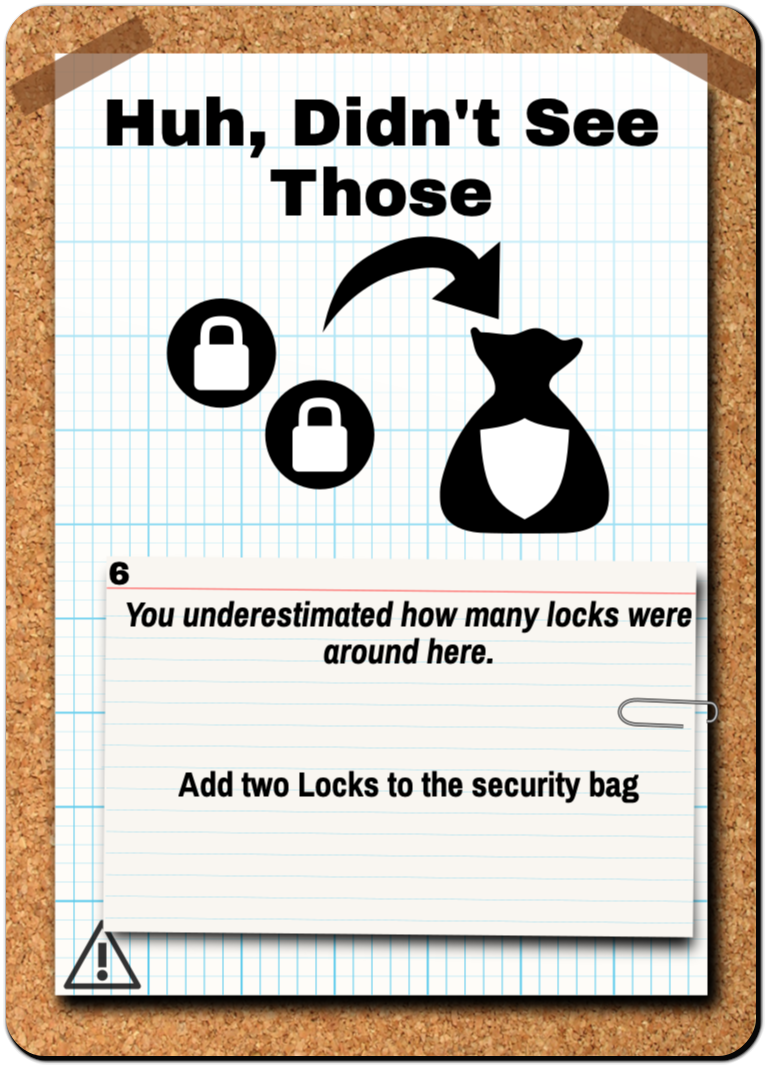 Huh, Didn't See
Those
6
You underestimated how many locks were
around here.
Add two Locks to the security bag